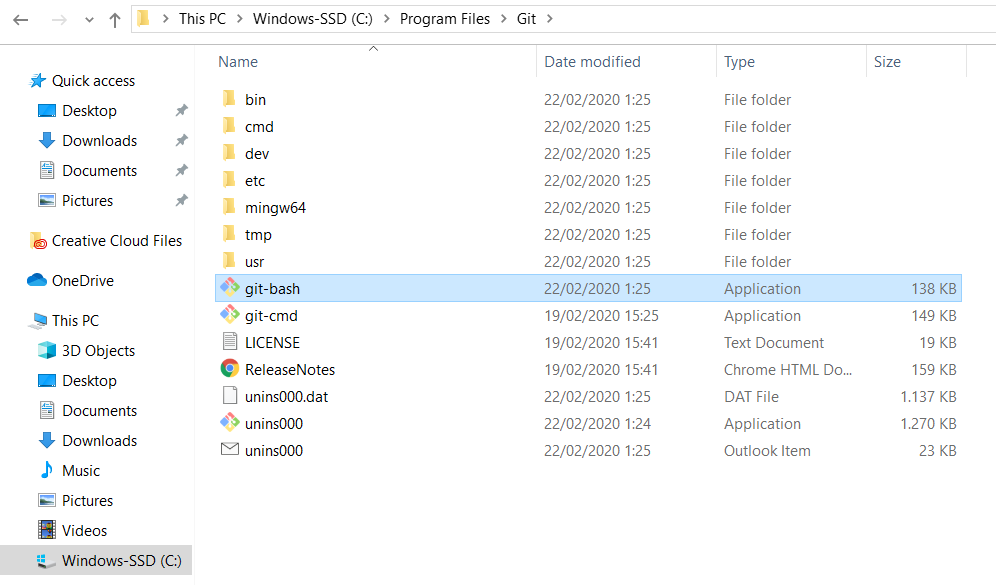 This PC > Windows-SSD (C:) > Program Files > Git >
Name Date modified Type Size
Quick access
Desktop
Downloads
Documents
Pictures
Creative Cloud Files
OneDrive
This PC
3D Objects
Desktop
Documents
Downloads
Music
Pictures
Videos
Windows-SSD (C:)
bin 22/02/2020 1:25 File folder
cmd 22/02/2020 1:25 File folder
dev 22/02/2020 1:25 File folder
etc 22/02/2020 1:25 File folder
mingw64 22/02/2020 1:25 File folder
tmp 22/02/2020 1:25 File folder
usr 22/02/2020 1:25 File folder
git-bash 22/02/2020 1:25 Application 138 KB
git-cmd 19/02/2020 15:25 Application 149 KB
LICENSE 19/02/2020 15:41 Text Document 19 KB
ReleaseNotes 19/02/2020 15:41 Chrome HTML Do... 159 KB
unins000.dat 22/02/2020 1:25 DAT File 1.137 KB
unins000 22/02/2020 1:24 Application 1.270 KB
unins000 22/02/2020 1:25 Outlook Item 23 KB